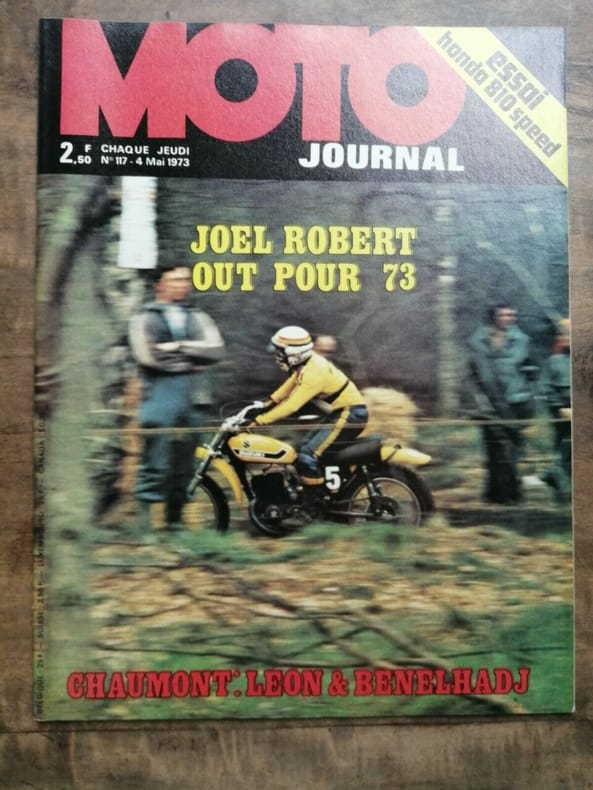 MOTO
JOURNAL
2,50 F
CHAQUE JEUDI
N° 117 - 4 Mai 1973
essai
honda 810 speed
JOEL ROBERT
OUT POUR 73
SUZUKI
5
CHAUMONT: LEON & BENELHADJ